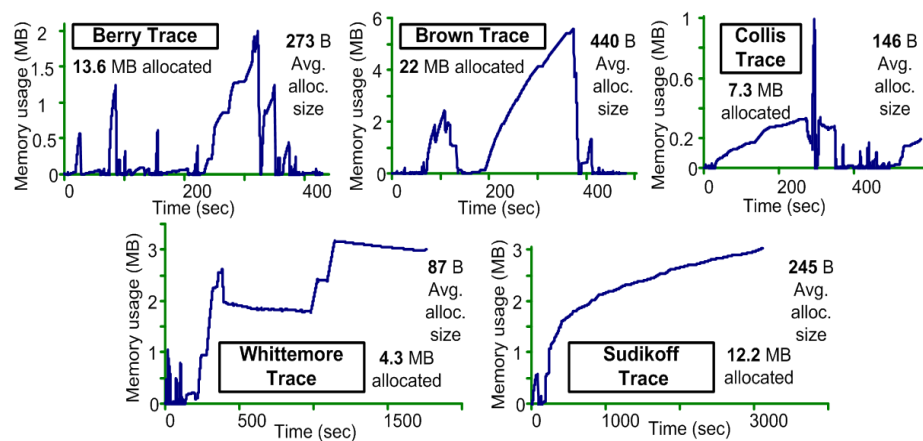 Memory usage (MB)
2
1.5
1
0.5
0
Berry Trace
13.6 MB allocated
273 B
Avg.
alloc.
size
0
200
400
Time (sec)
Memory usage (MB)
6
4
2
0
Brown Trace
22 MB allocated
440 B
Avg.
alloc.
size
0
200
400
Time (sec)
Memory usage (MB)
1
0.6
0.2
0
Collis
Trace
7.3 MB
allocated
146 B
Avg.
alloc.
size
0
200
400
Time (sec)
Memory usage (MB)
3
2
1
0
87 B
Avg.
alloc.
size
Whittemore
Trace
4.3 MB
allocated
500
1500
Time (sec)
Memory usage (MB)
3
2
1
0
245 B
Avg.
alloc.
size
Sudikoff
Trace
12.2 MB
allocated
0
1000
3000
Time (sec)